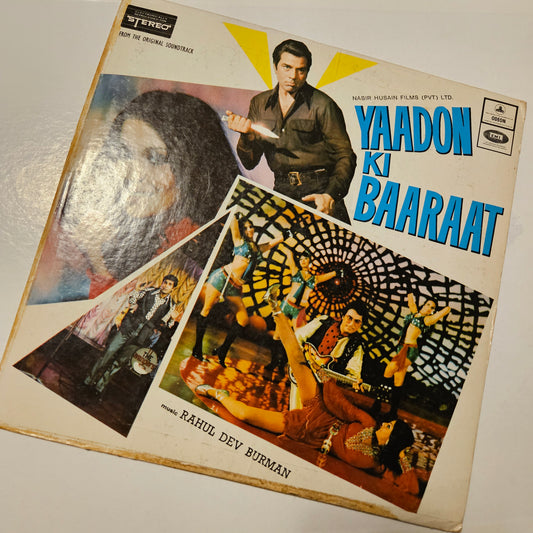 STEREO
FROM THE ORIGINAL SOUNDTRACK
NASIR HUSAIN FILMS (PVT) LTD.
YAADON
KI
BAARAAT
ODEON
EMI
music RAHUL DEV BURMAN